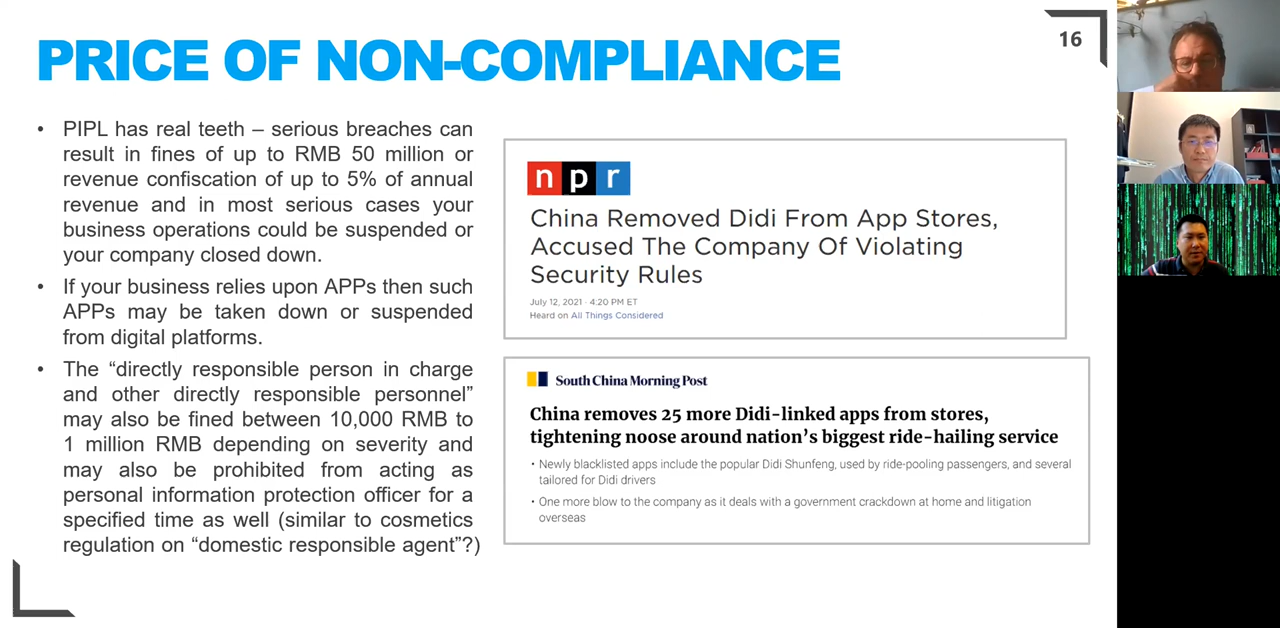 PRICE OF NON-COMPLIANCE
16
• PIPL has real teeth – serious breaches can
result in fines of up to RMB 50 million or
revenue confiscation of up to 5% of annual
revenue and in most serious cases your
business operations could be suspended or
your company closed down.
• If your business relies upon APPs then such
APPs may be taken down or suspended
from digital platforms.
• The “directly responsible person in charge
and other directly responsible personnel”
may also be fined between 10,000 RMB to
1 million RMB depending on severity and
may also be prohibited from acting as
personal information protection officer for a
specified time as well (similar to cosmetics
regulation on “domestic responsible agent”?)
npr
China Removed Didi From App Stores,
Accused The Company Of Violating
Security Rules
July 12, 2021 · 4:20 PM ET
Heard on All Things Considered
South China Morning Post
China removes 25 more Didi-linked apps from stores,
tightening noose around nation’s biggest ride-hailing service
• Newly blacklisted apps include the popular Didi Shunfeng, used by ride-pooling passengers, and several
tailored for Didi drivers
• One more blow to the company as it deals with a government crackdown at home and litigation
overseas